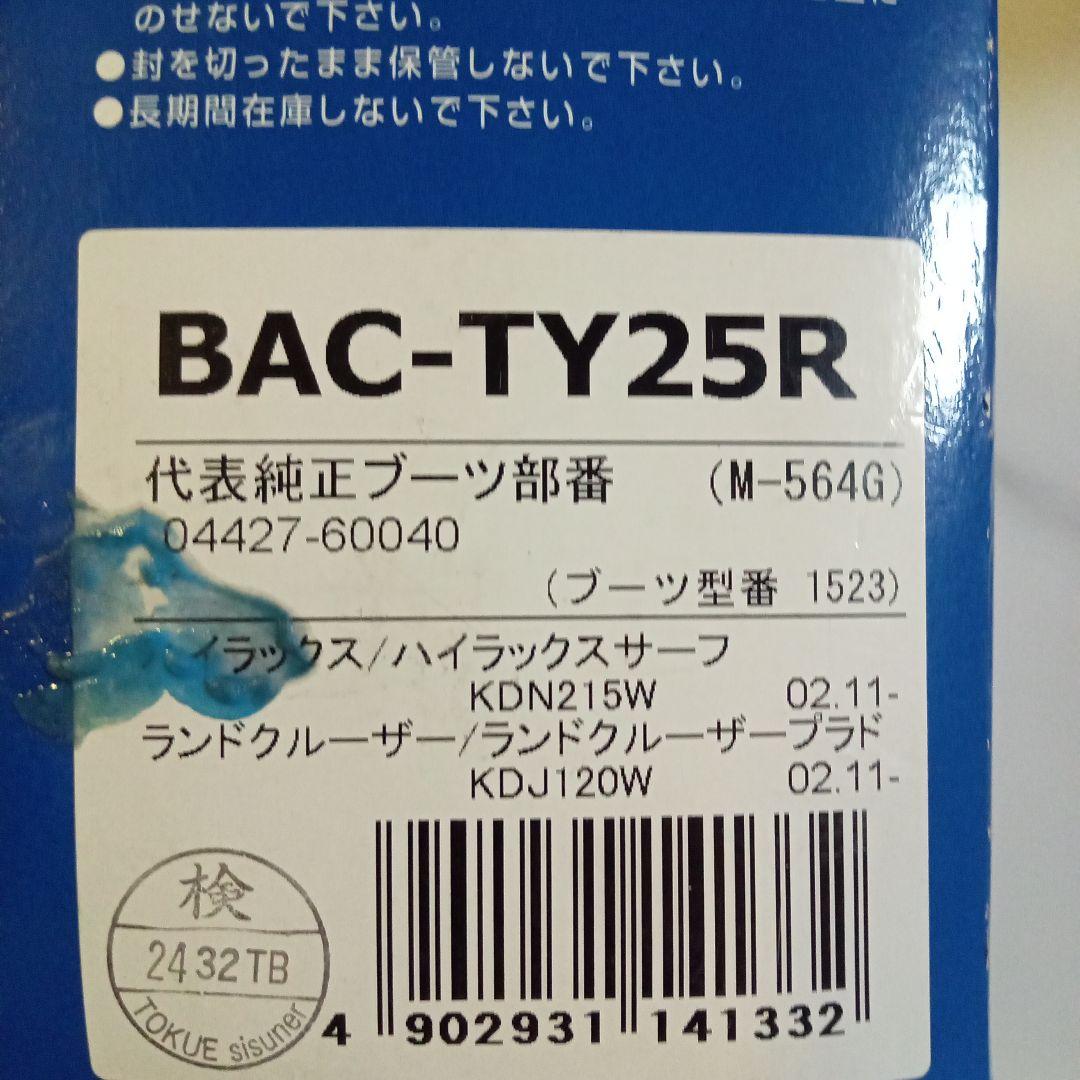 のせないで下さい。
●封を切ったまま保管しないで下さい。
●長期間在庫しないで下さい。
BAC-TY25R
代表純正ブーツ部番 (M-564G)
04427-60040
(ブーツ型番 1523)
ハイラックス/ハイラックスサーフ
KDN215W 02.11-
ランドクルーザー/ランドクルーザープラド
KDJ120W 02.11-
検
2432TB
TOKUE sisuner
4 902931 141332